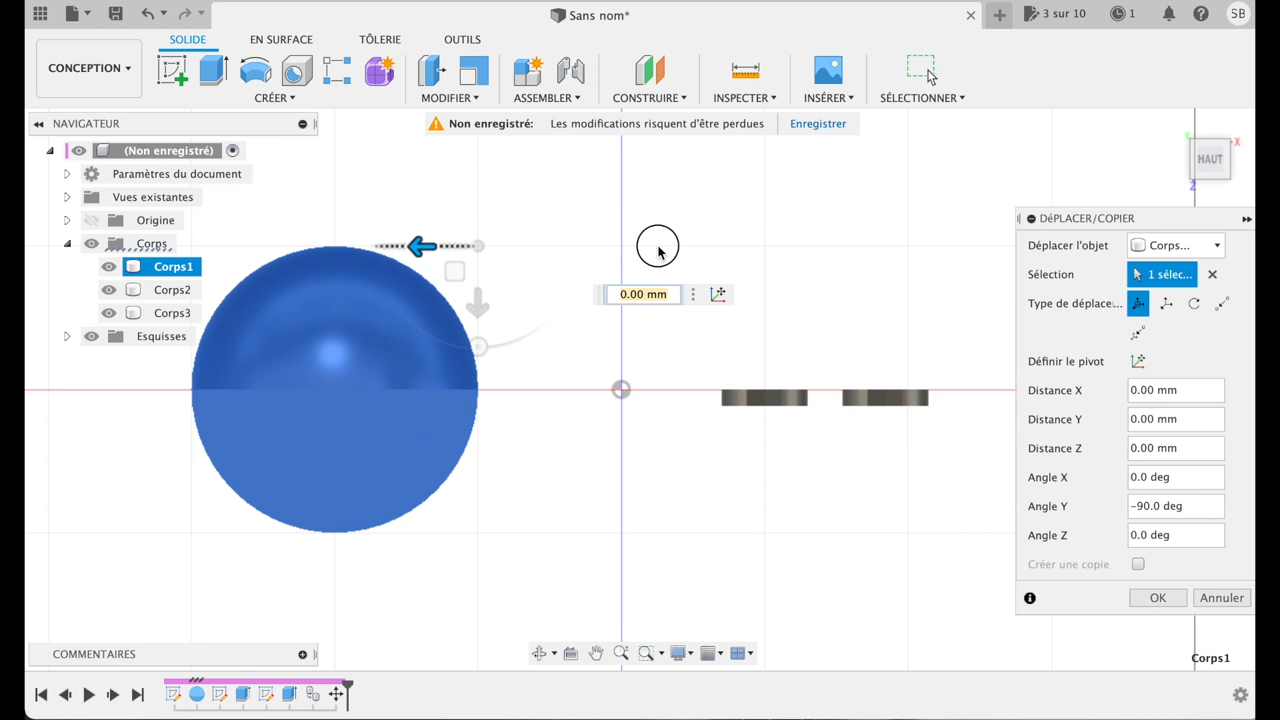 Sans nom*
3 sur 10
1
SB
SOLIDE
EN SURFACE
TÔLERIE
OUTILS
CONCEPTION
CRÉER
MODIFIER
ASSEMBLER
CONSTRUIRE
INSPECTER
INSÉRER
SÉLECTIONNER
NAVIGATEUR
Non enregistré: Les modifications risquent d'être perdues Enregistrer
(Non enregistré)
Paramètres du document
Vues existantes
Origine
Corps
Corps1
Corps2
Corps3
Esquisses
HAUT
X
Y
Z
0.00 mm
DéPLACER/COPIER
Déplacer l'objet Corps...
Sélection 1 sélec...
Type de déplace...
Définir le pivot
Distance X 0.00 mm
Distance Y 0.00 mm
Distance Z 0.00 mm
Angle X 0.0 deg
Angle Y -90.0 deg
Angle Z 0.0 deg
Créer une copie
OK Annuler
COMMENTAIRES
Corps1